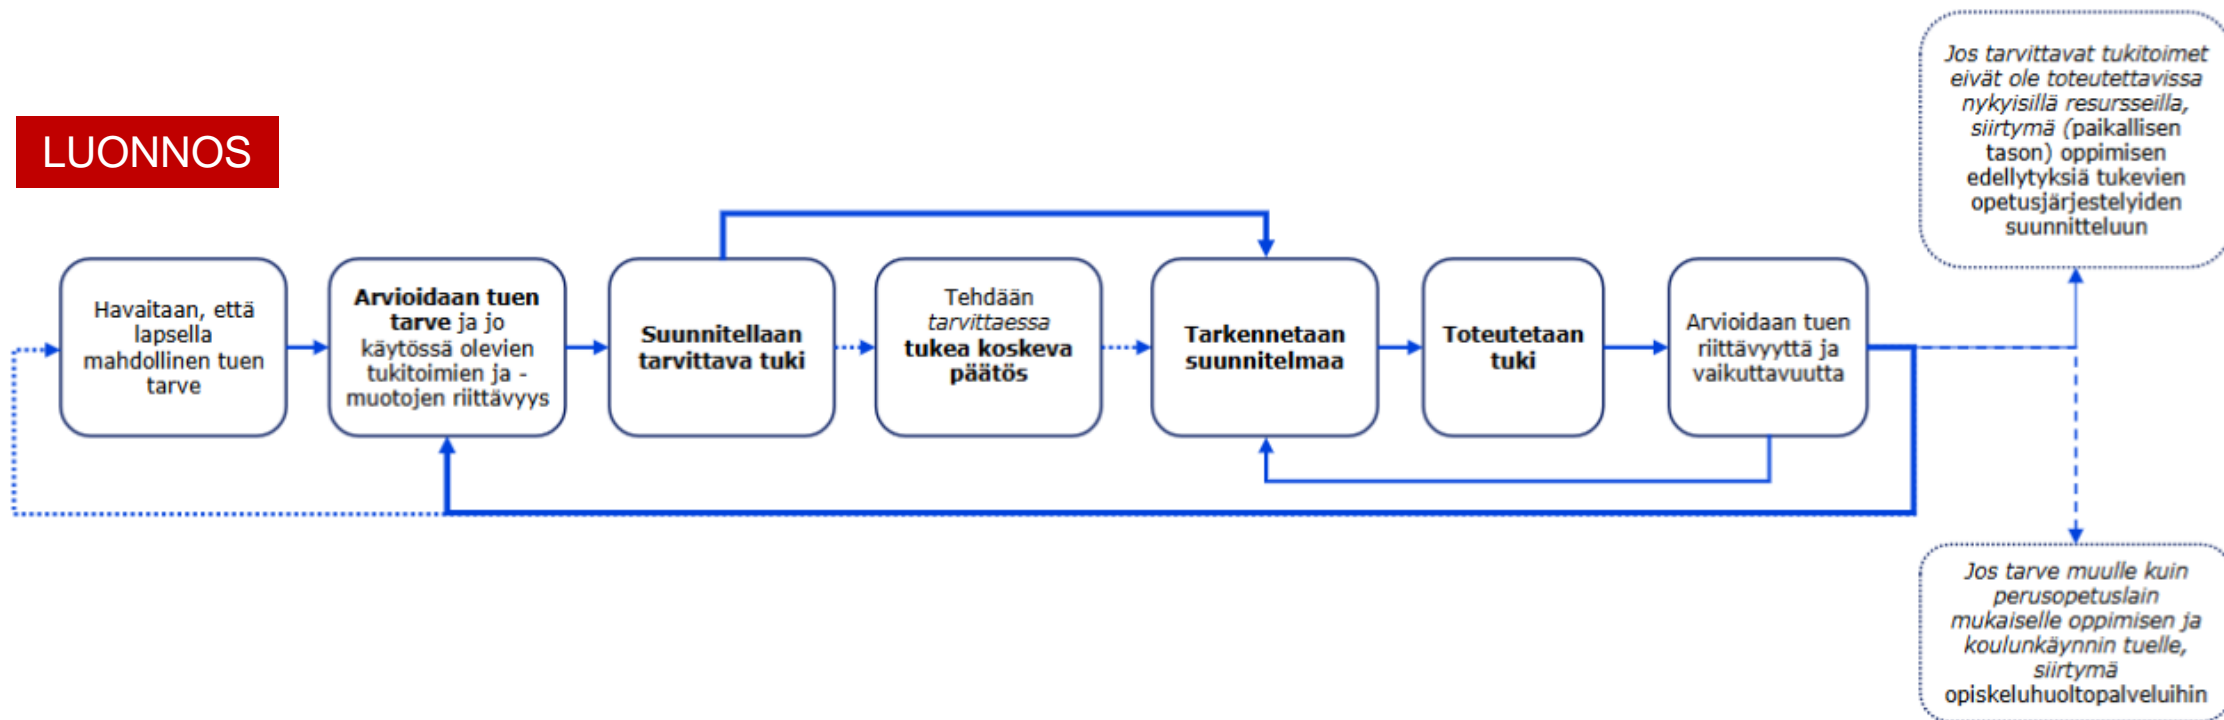 LUONNOS
Havaitaan, että
lapsella
mahdollinen tuen
tarve
Arvioidaan tuen
tarve ja jo
käytössä olevien
tukitoimien ja -
muotojen riittävyys
Suunnitellaan
tarvittava tuki
Tehdään
tarvittaessa
tukea koskeva
päätös
Tarkennetaan
suunnitelmaa
Toteutetaan
tuki
Arvioidaan tuen
riittävyyttä ja
vaikuttavuutta
Jos tarvittavat tukitoimet
eivät ole toteutettavissa
nykyisillä resursseilla,
siirtymä (paikallisen
tason) oppimisen
edellytyksiä tukevien
opetusjärjestelyiden
suunnitteluun
Jos tarve muulle kuin
perusopetuslain
mukaiselle oppimisen ja
koulunkäynnin tuelle,
siirtymä
opiskeluhuoltopalveluihin